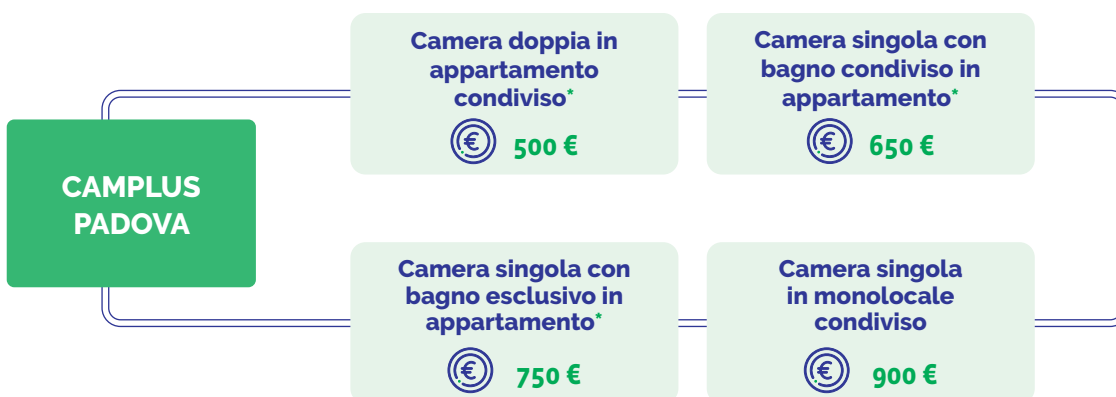 CAMPLUS
PADOVA
Camera doppia in
appartamento
condiviso*
€ 500 €
Camera singola con
bagno condiviso in
appartamento*
€ 650 €
Camera singola con
bagno esclusivo in
appartamento*
€ 750 €
Camera singola
in monolocale
condiviso
€ 900 €